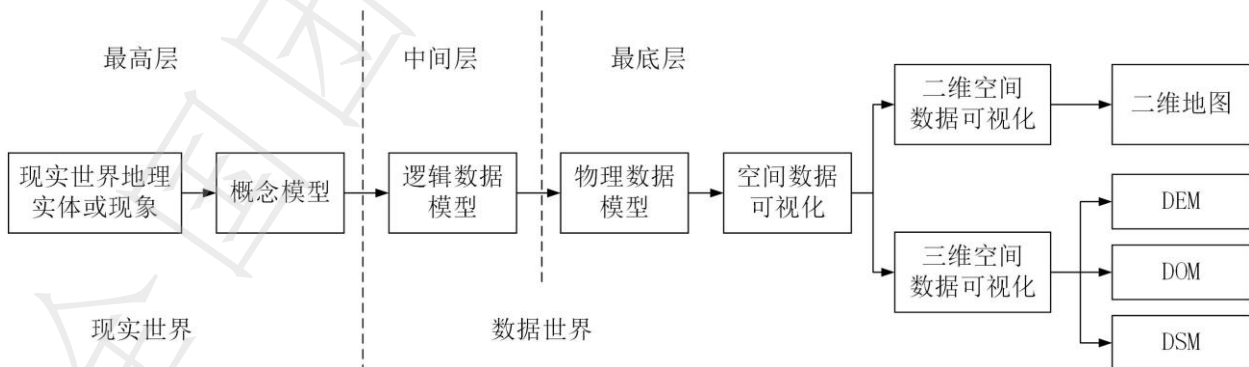 最高层
中间层
最底层
现实世界地理
实体或现象
概念模型
逻辑数据
模型
物理数据
模型
空间数据
可视化
二维空间
数据可视化
二维地图
三维空间
数据可视化
DEM
DOM
DSM
现实世界
数据世界